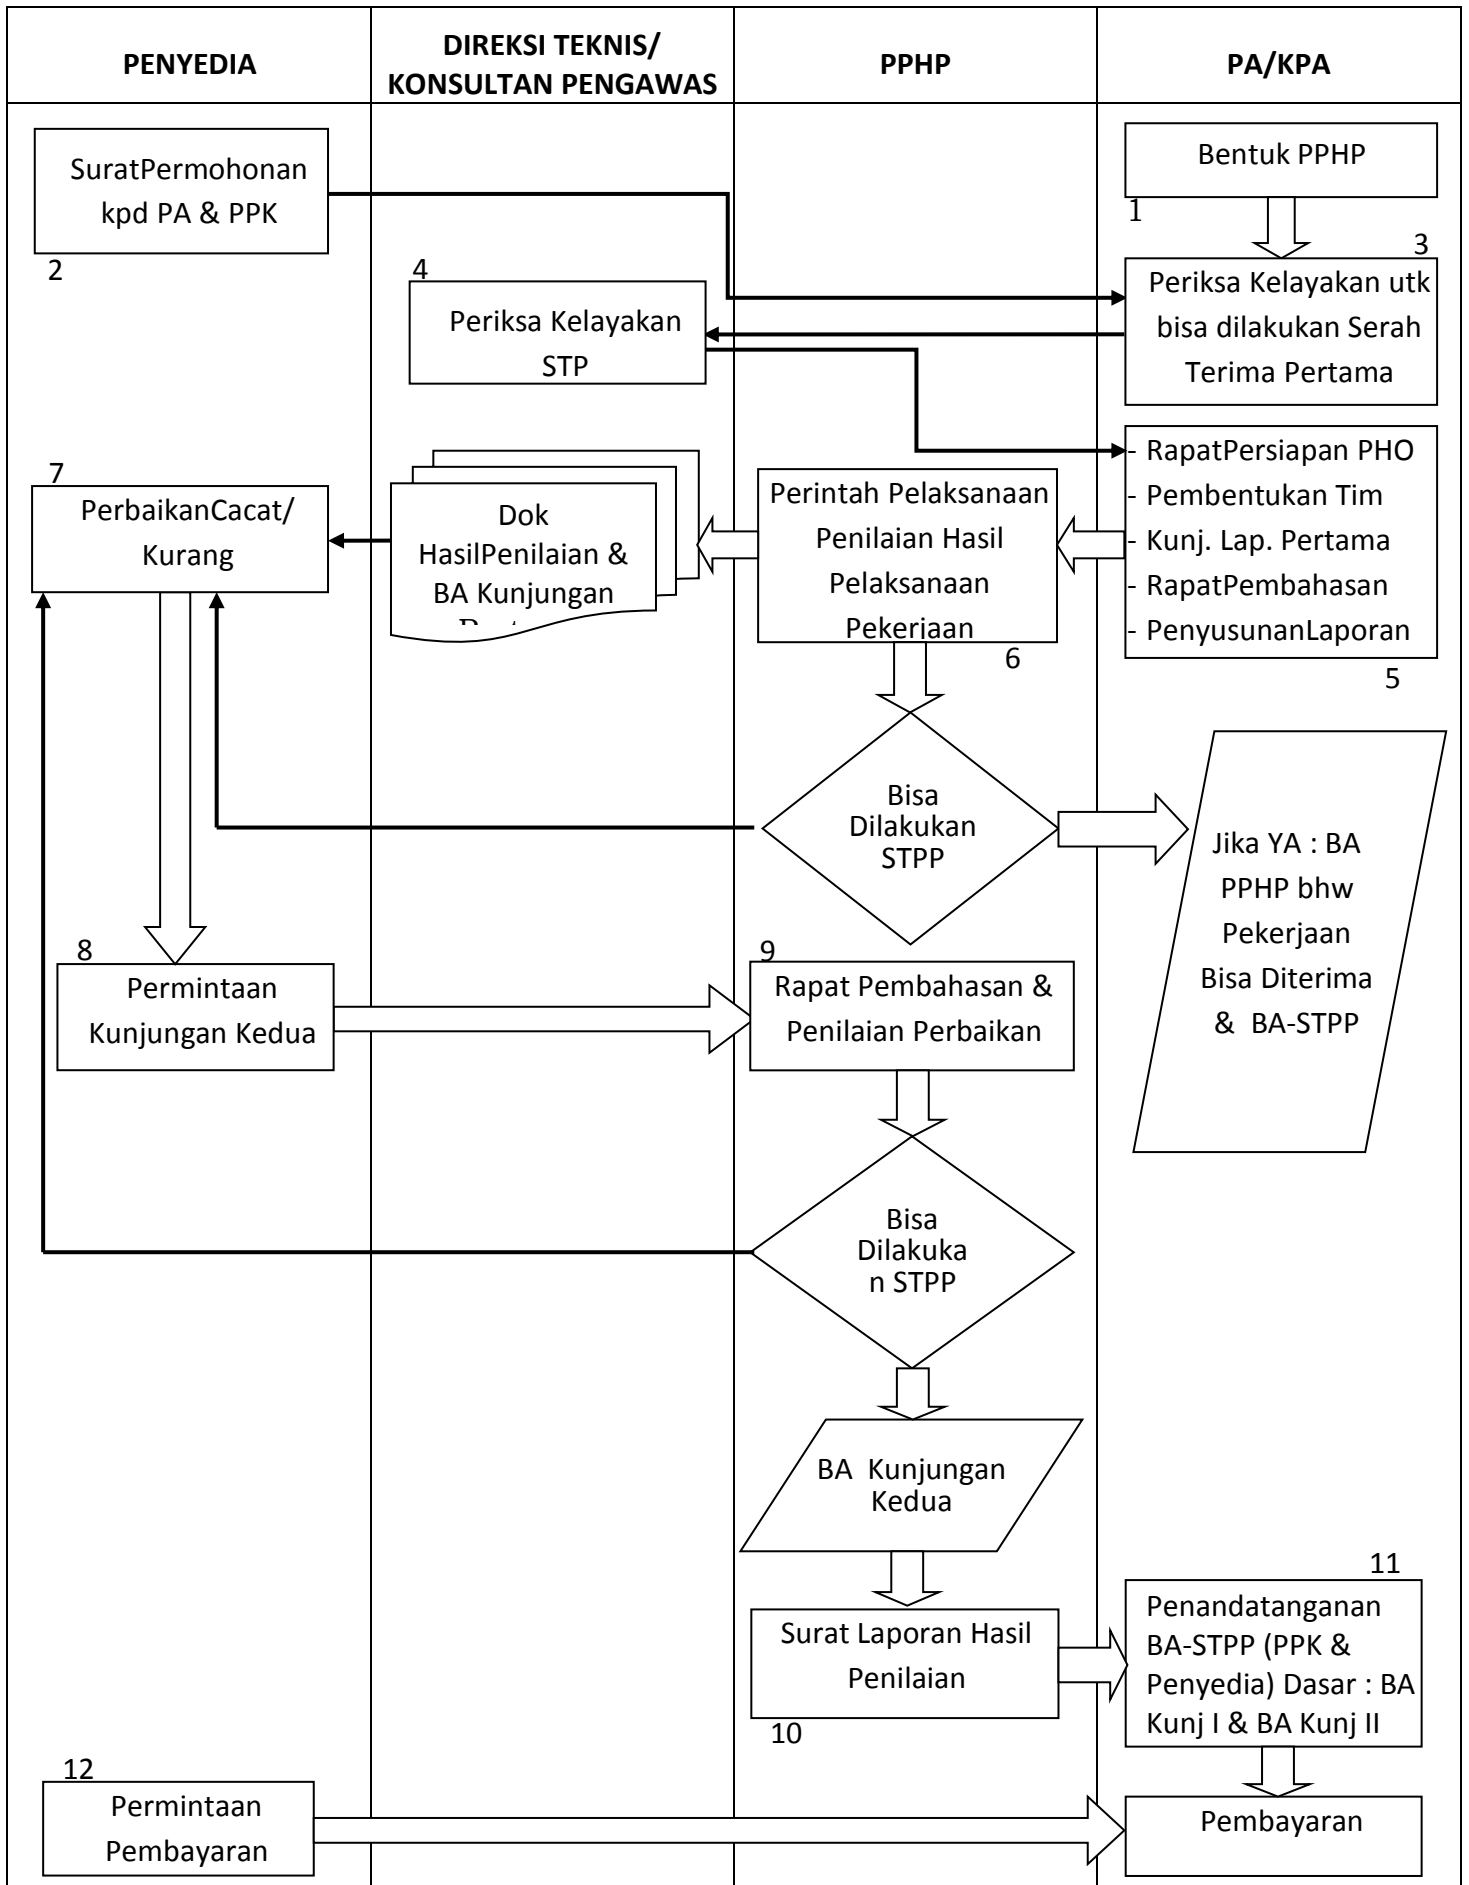 PENYEDIA
DIREKSI TEKNIS/
KONSULTAN PENGAWAS
PPHP
PA/KPA
SuratPermohonan
kpd PA & PPK
2
Bentuk PPHP
1
3
Periksa Kelayakan utk
bisa dilakukan Serah
Terima Pertama
4
Periksa Kelayakan
STP
- RapatPersiapan PHO
- Pembentukan Tim
- Kunj. Lap. Pertama
- RapatPembahasan
- PenyusunanLaporan
5
Perintah Pelaksanaan
Penilaian Hasil
Pelaksanaan
Pekerjaan
6
Dok
HasilPenilaian &
BA Kunjungan
7
PerbaikanCacat/
Kurang
Bisa
Dilakukan
STPP
Jika YA : BA
PPHP bhw
Pekerjaan
Bisa Diterima
& BA-STPP
8
Permintaan
Kunjungan Kedua
9
Rapat Pembahasan &
Penilaian Perbaikan
Bisa
Dilakuka
n STPP
BA Kunjungan
Kedua
Surat Laporan Hasil
Penilaian
10
11
Penandatanganan
BA-STPP (PPK &
Penyedia) Dasar : BA
Kunj I & BA Kunj II
12
Permintaan
Pembayaran
Pembayaran